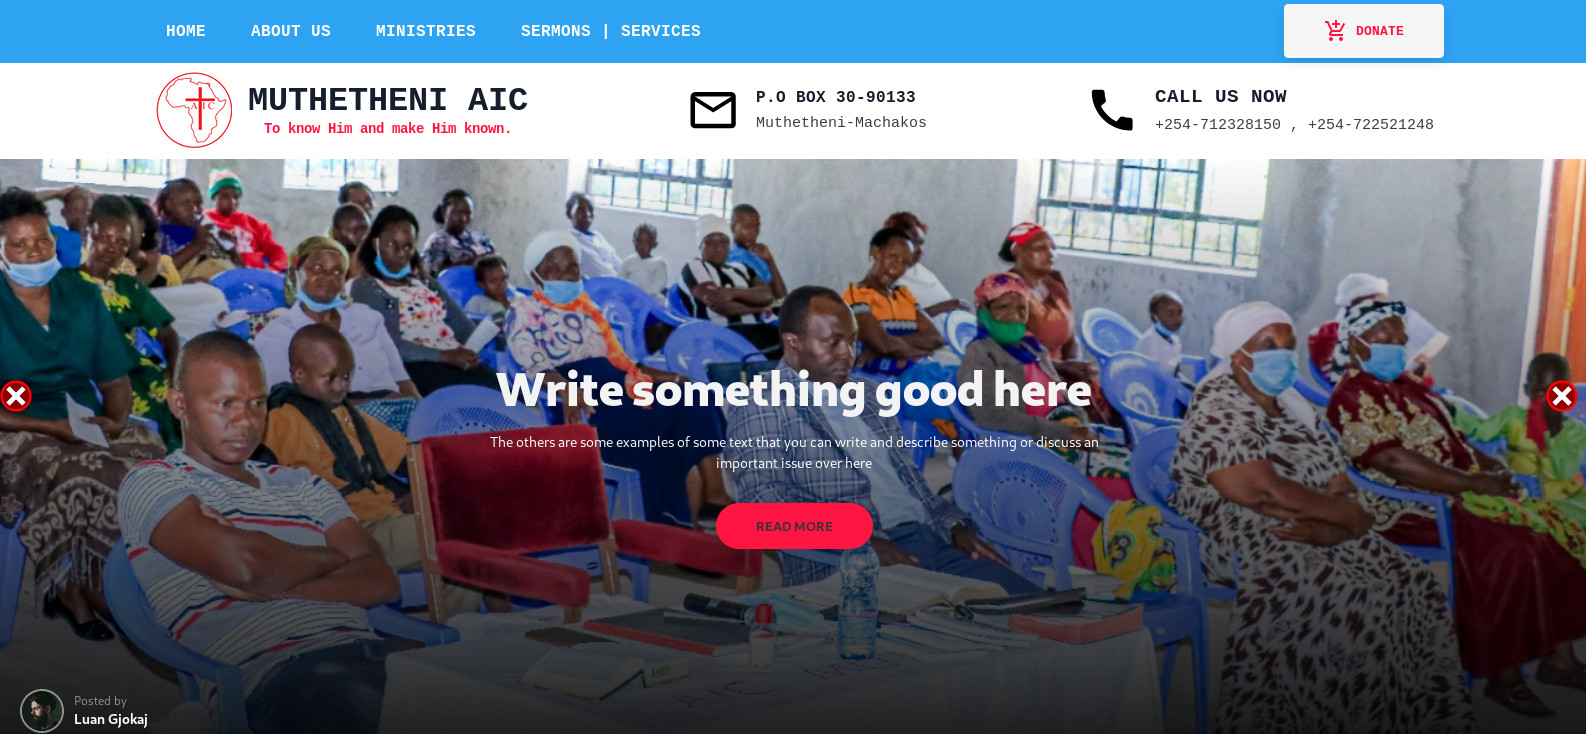 HOME ABOUT US MINISTRIES SERMONS | SERVICES DONATE
AIC
MUTHETHENI AIC
To know Him and make Him known.
P.O BOX 30-90133
Muthetheni-Machakos
CALL US NOW
+254-712328150 , +254-722521248
Write something good here
The others are some examples of some text that you can write and describe something or discuss an
important issue over here
READ MORE
Posted by
Luan Gjokaj